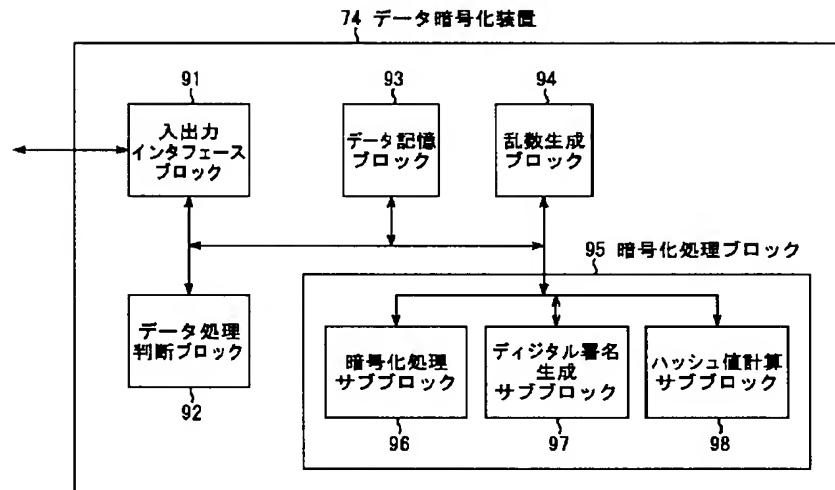 74 データ暗号化装置
91
93
94
入出力
インタフェース
ブロック
データ記憶
ブロック
乱数生成
ブロック
95 暗号化処理ブロック
データ処理
判断ブロック
暗号化処理
サブブロック
ディジタル署名
生成
サブブロック
ハッシュ値計算
サブブロック
92
96
97
98